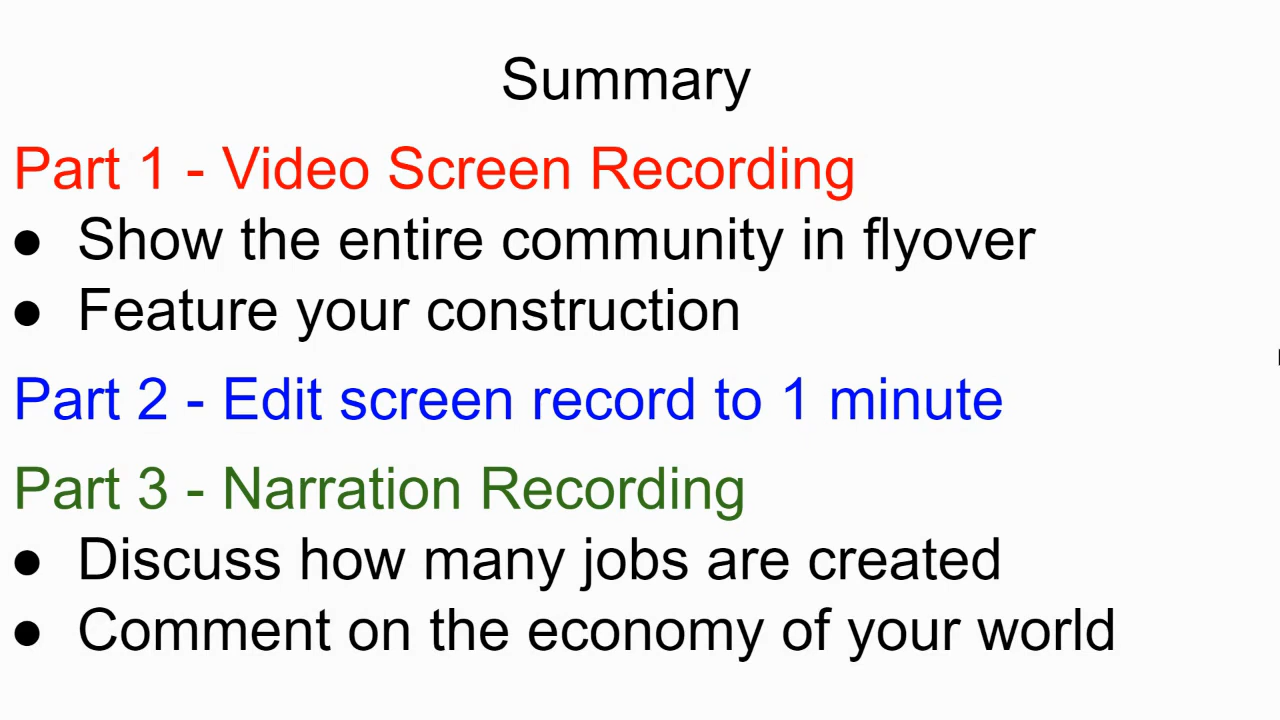 Summary
Part 1 - Video Screen Recording
● Show the entire community in flyover
● Feature your construction
Part 2 - Edit screen record to 1 minute
Part 3 - Narration Recording
● Discuss how many jobs are created
● Comment on the economy of your world